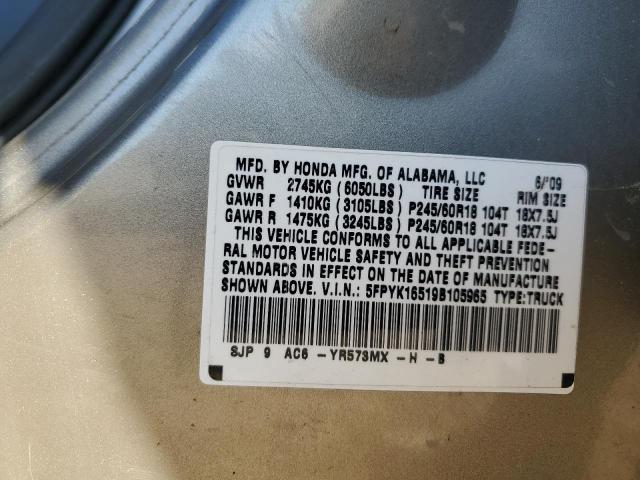 MFD. BY HONDA MFG. OF ALABAMA, LLC 6/'09
GVWR 2745KG (6050LBS) TIRE SIZE RIM SIZE
GAWR F 1410KG (3105LBS) P245/60R18 104T 18X7.5J
GAWR R 1475KG (3245LBS) P245/60R18 104T 18X7.5J
THIS VEHICLE CONFORMS TO ALL APPLICABLE FEDE-
RAL MOTOR VEHICLE SAFETY AND THEFT PREVENTION
STANDARDS IN EFFECT ON THE DATE OF MANUFACTURE
SHOWN ABOVE. V.I.N.: 5FPYK16519B105965 TYPE:TRUCK
SJP 9 AC6 -YR573MX -H -B